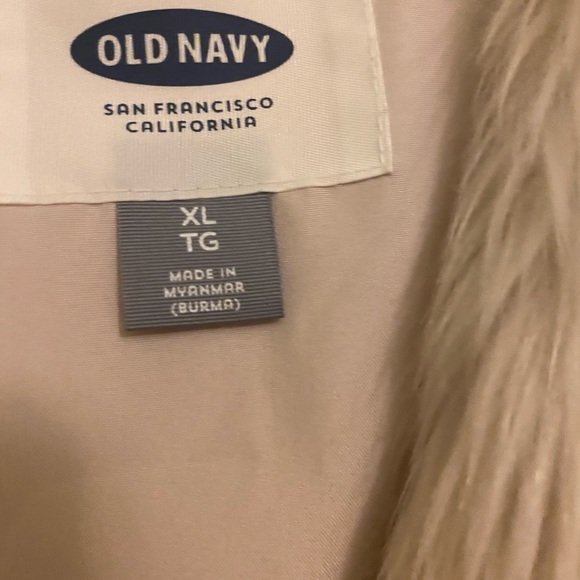 OLD NAVY
SAN FRANCISCO
CALIFORNIA
XL
TG
MADE IN
MYANMAR
(BURMA)